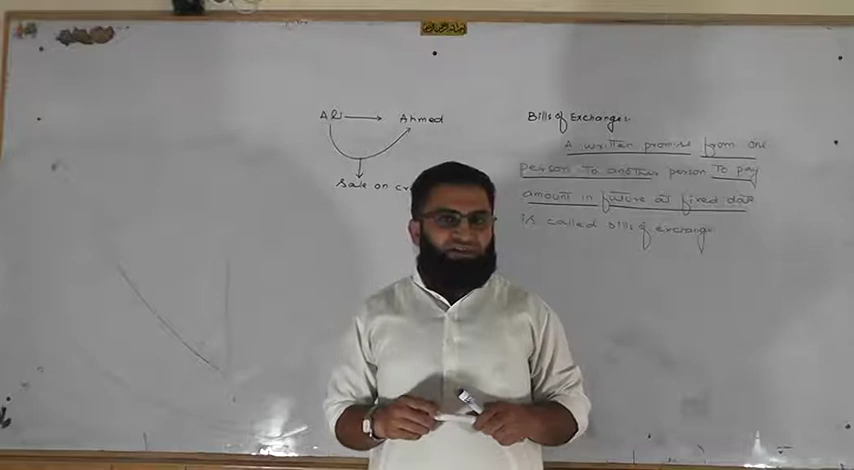 Ali → Ahmed
Sale on cr
Bills of Exchange:
A written promise from one
person to another person to pay
amount in future at fixed date
is called Bills of exchange